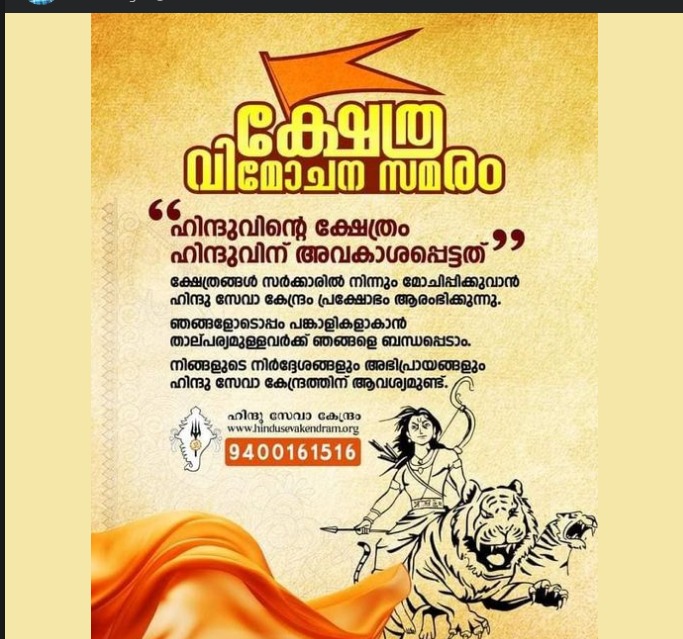 ക്ഷേത്ര
വിമോചന സമരം
“ഹിന്ദുവിന്റെ ക്ഷേത്രം
ഹിന്ദുവിന് അവകാശപ്പെട്ടത്”
ക്ഷേത്രങ്ങൾ സർക്കാരിൽ നിന്നും മോചിപ്പിക്കുവാൻ
ഹിന്ദു സേവാ കേന്ദ്രം പ്രക്ഷോഭം ആരംഭിക്കുന്നു.
ഞങ്ങളോടൊപ്പം പങ്കാളികളാകാൻ
താല്പര്യമുള്ളവർക്ക് ഞങ്ങളെ ബന്ധപ്പെടാം.
നിങ്ങളുടെ നിർദ്ദേശങ്ങളും അഭിപ്രായങ്ങളും
ഹിന്ദു സേവാ കേന്ദ്രത്തിന് ആവശ്യമുണ്ട്.
ഹിന്ദു സേവാ കേന്ദ്രം
www.hindusevakendram.org
9400161516